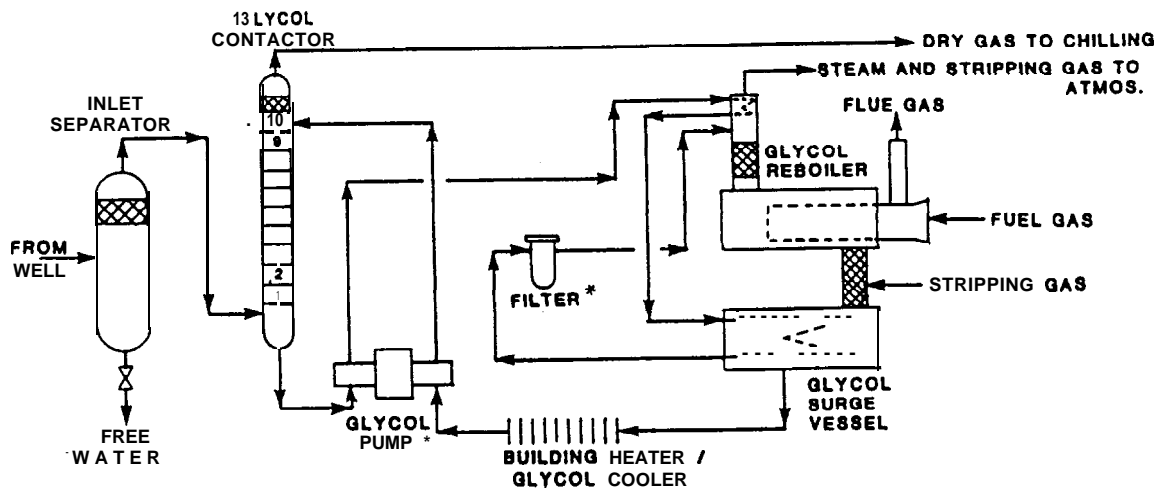 13 LYCOL
CONTACTOR
DRY GAS TO CHILLING
STEAM AND STRIPPING GAS TO
ATMOS.
INLET
SEPARATOR
FLUE GAS
10
9
GLYCOL
REBOILER
FROM
WELL
FUEL GAS
2
1
FILTER*
STRIPPING GAS
GLYCOL
SURGE
VESSEL
GLYCOL
PUMP *
FREE
WATER
BUILDING HEATER /
GLYCOL COOLER